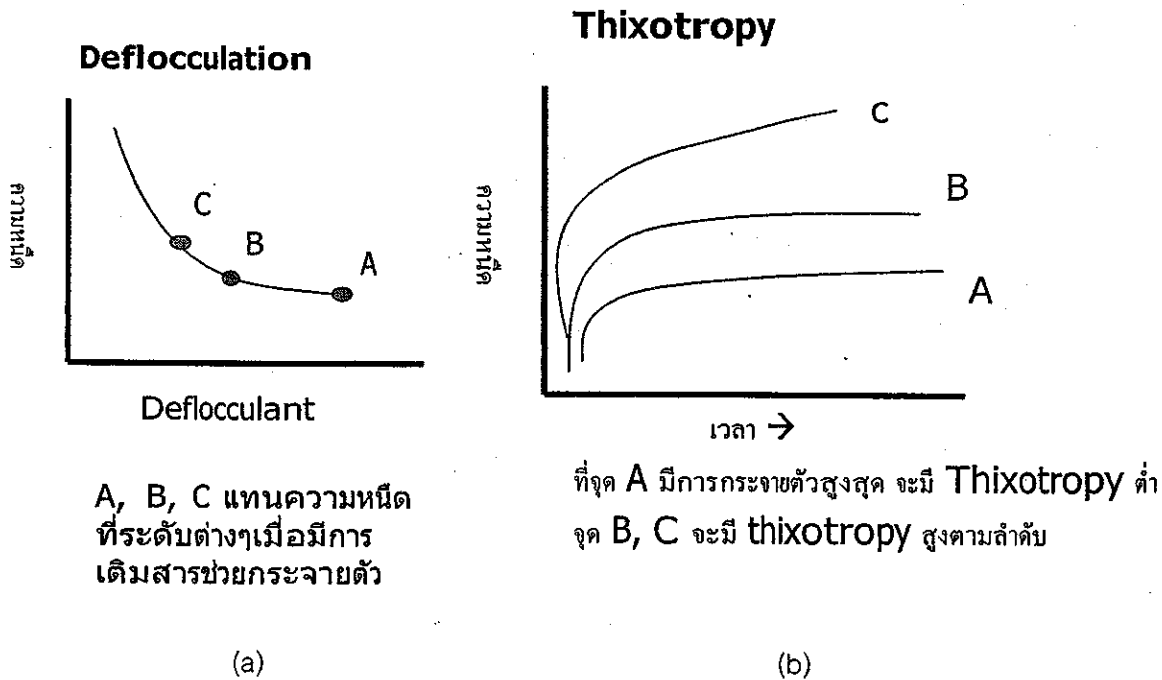 Deflocculation
ความหนืด
C
B
A
Deflocculant
A, B, C แทนความหนืด
ที่ระดับต่างๆเมื่อมีการ
เติมสารช่วยกระจายตัว
(a)
Thixotropy
ความหนืด
C
B
A
เวลา →
ที่จุด A มีการกระจายตัวสูงสุด จะมี Thixotropy ต่ำ
จุด B, C จะมี thixotropy สูงตามลำดับ
(b)